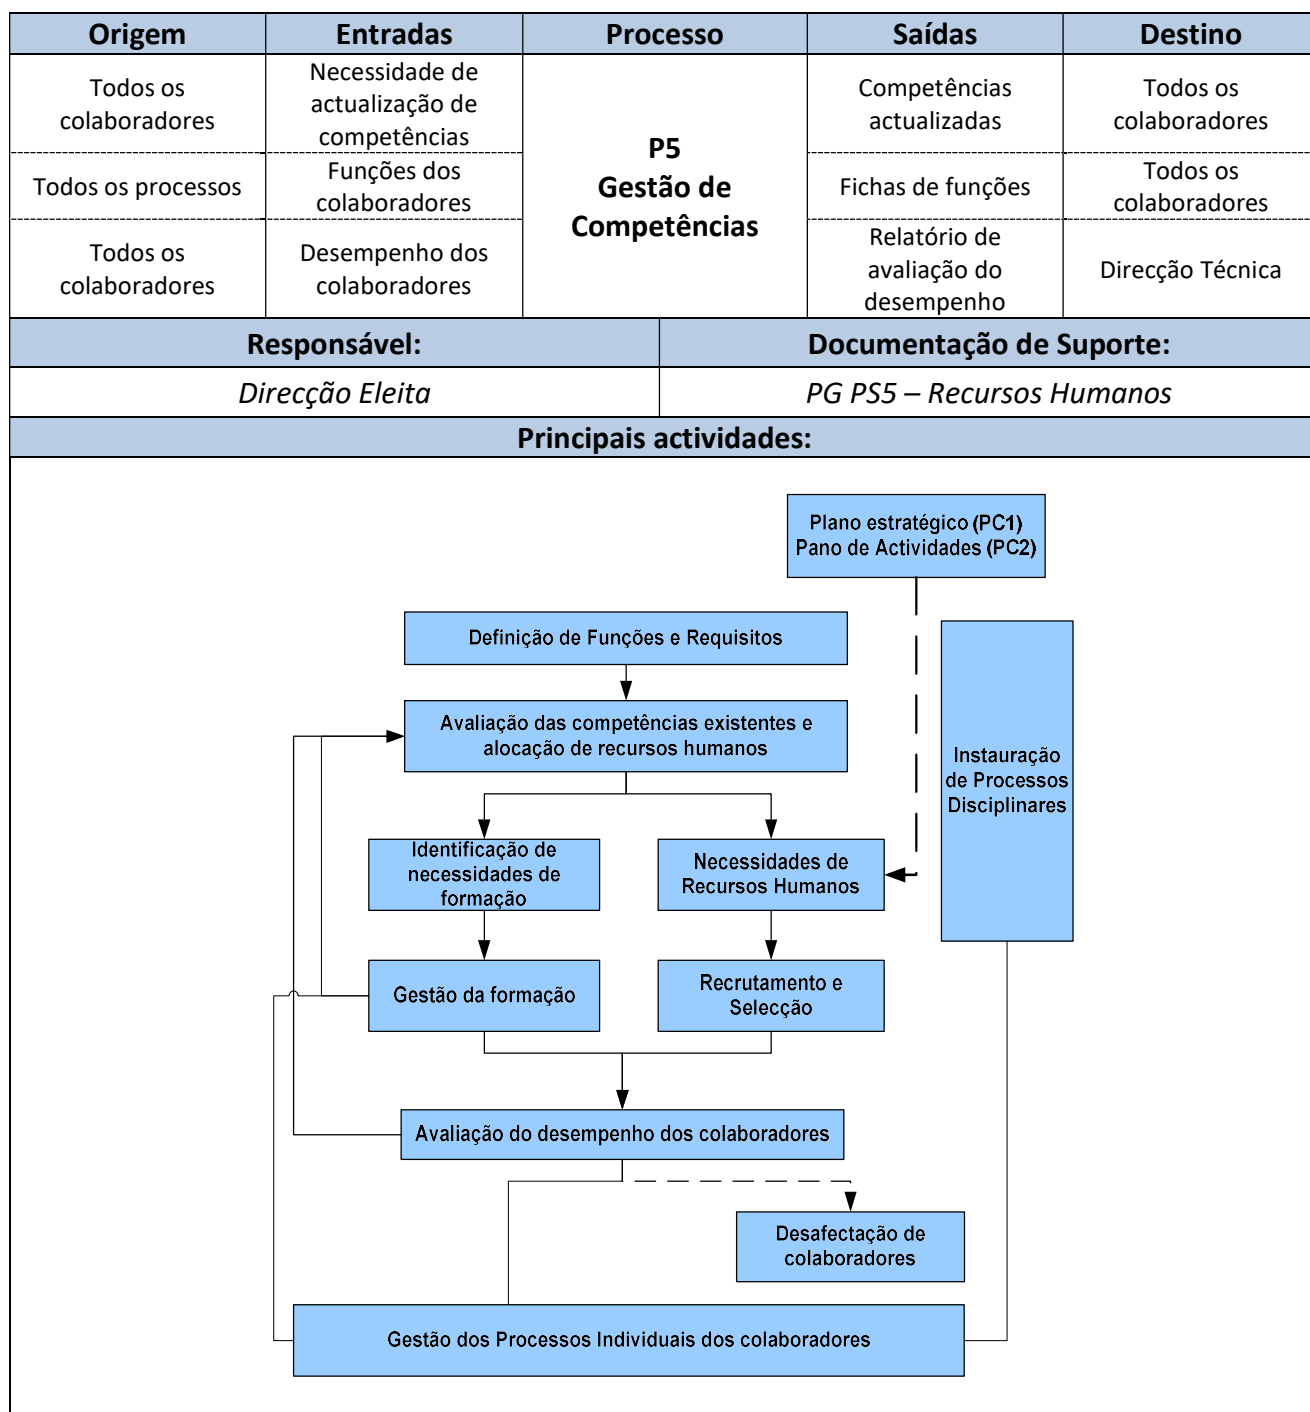 Origem
Entradas
Processo
Saídas
Destino
Todos os
colaboradores
Necessidade de
actualização de
competências
P5
Gestão de
Competências
Competências
actualizadas
Todos os
colaboradores
Todos os processos
Funções dos
colaboradores
Fichas de funções
Todos os
colaboradores
Todos os
colaboradores
Desempenho dos
colaboradores
Relatório de
avaliação do
desempenho
Direcção Técnica
Responsável:
Documentação de Suporte:
Direcção Eleita
PG PS5 – Recursos Humanos
Principais actividades:
Plano estratégico (PC1)
Pano de Actividades (PC2)
Definição de Funções e Requisitos
Avaliação das competências existentes e
alocação de recursos humanos
Instauração
de Processos
Disciplinares
Identificação de
necessidades de
formação
Necessidades de
Recursos Humanos
Gestão da formação
Recrutamento e
Selecção
Avaliação do desempenho dos colaboradores
Desafectação de
colaboradores
Gestão dos Processos Individuais dos colaboradores